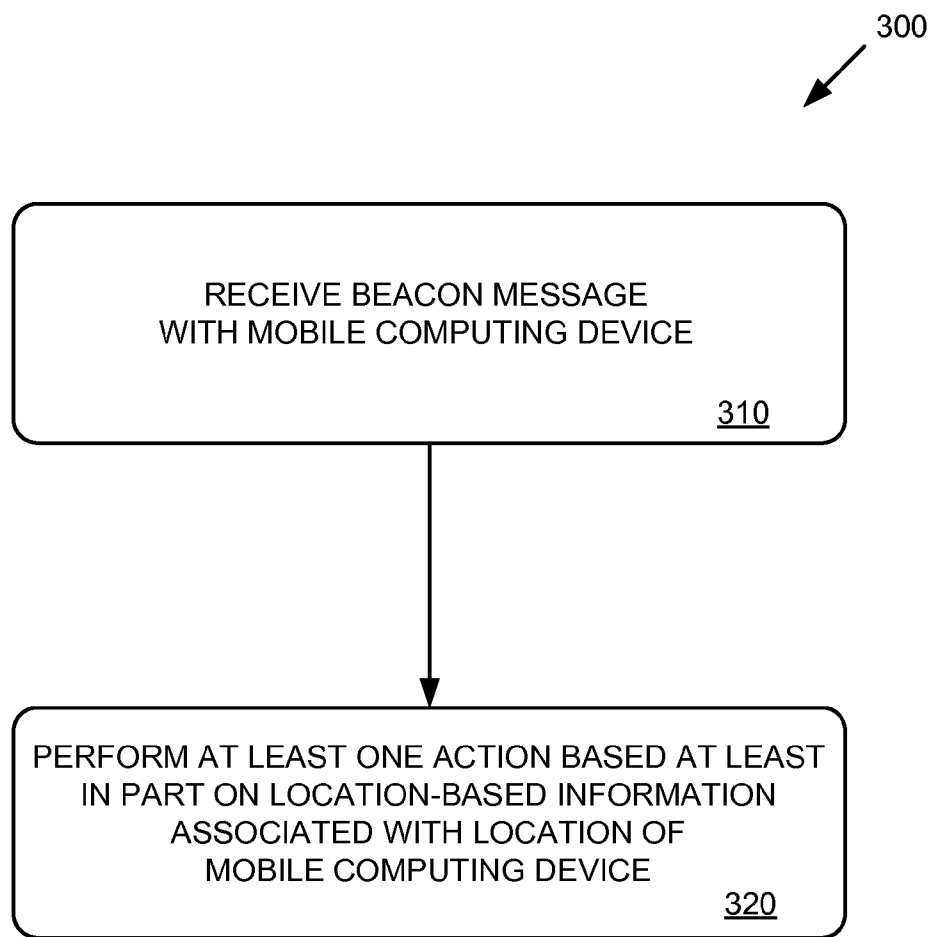 300
RECEIVE BEACON MESSAGE
WITH MOBILE COMPUTING DEVICE
310
PERFORM AT LEAST ONE ACTION BASED AT LEAST
IN PART ON LOCATION-BASED INFORMATION
ASSOCIATED WITH LOCATION OF
MOBILE COMPUTING DEVICE
320